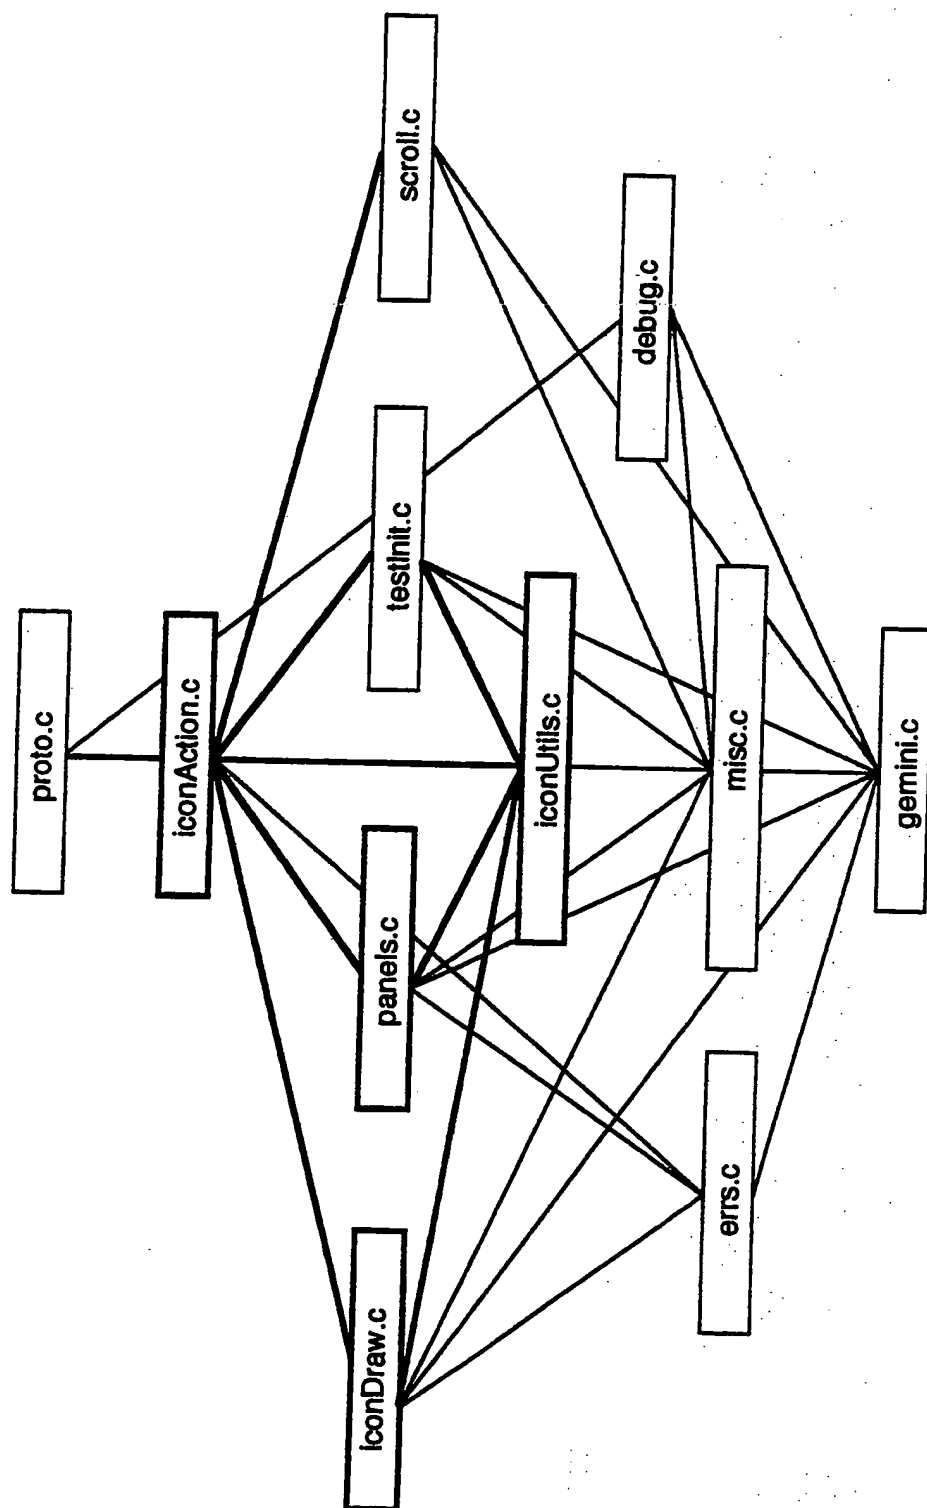 proto.c
iconAction.c
iconDraw.c
panels.c
testInit.c
scroll.c
iconUtils.c
debug.c
errs.c
misc.c
gemini.c